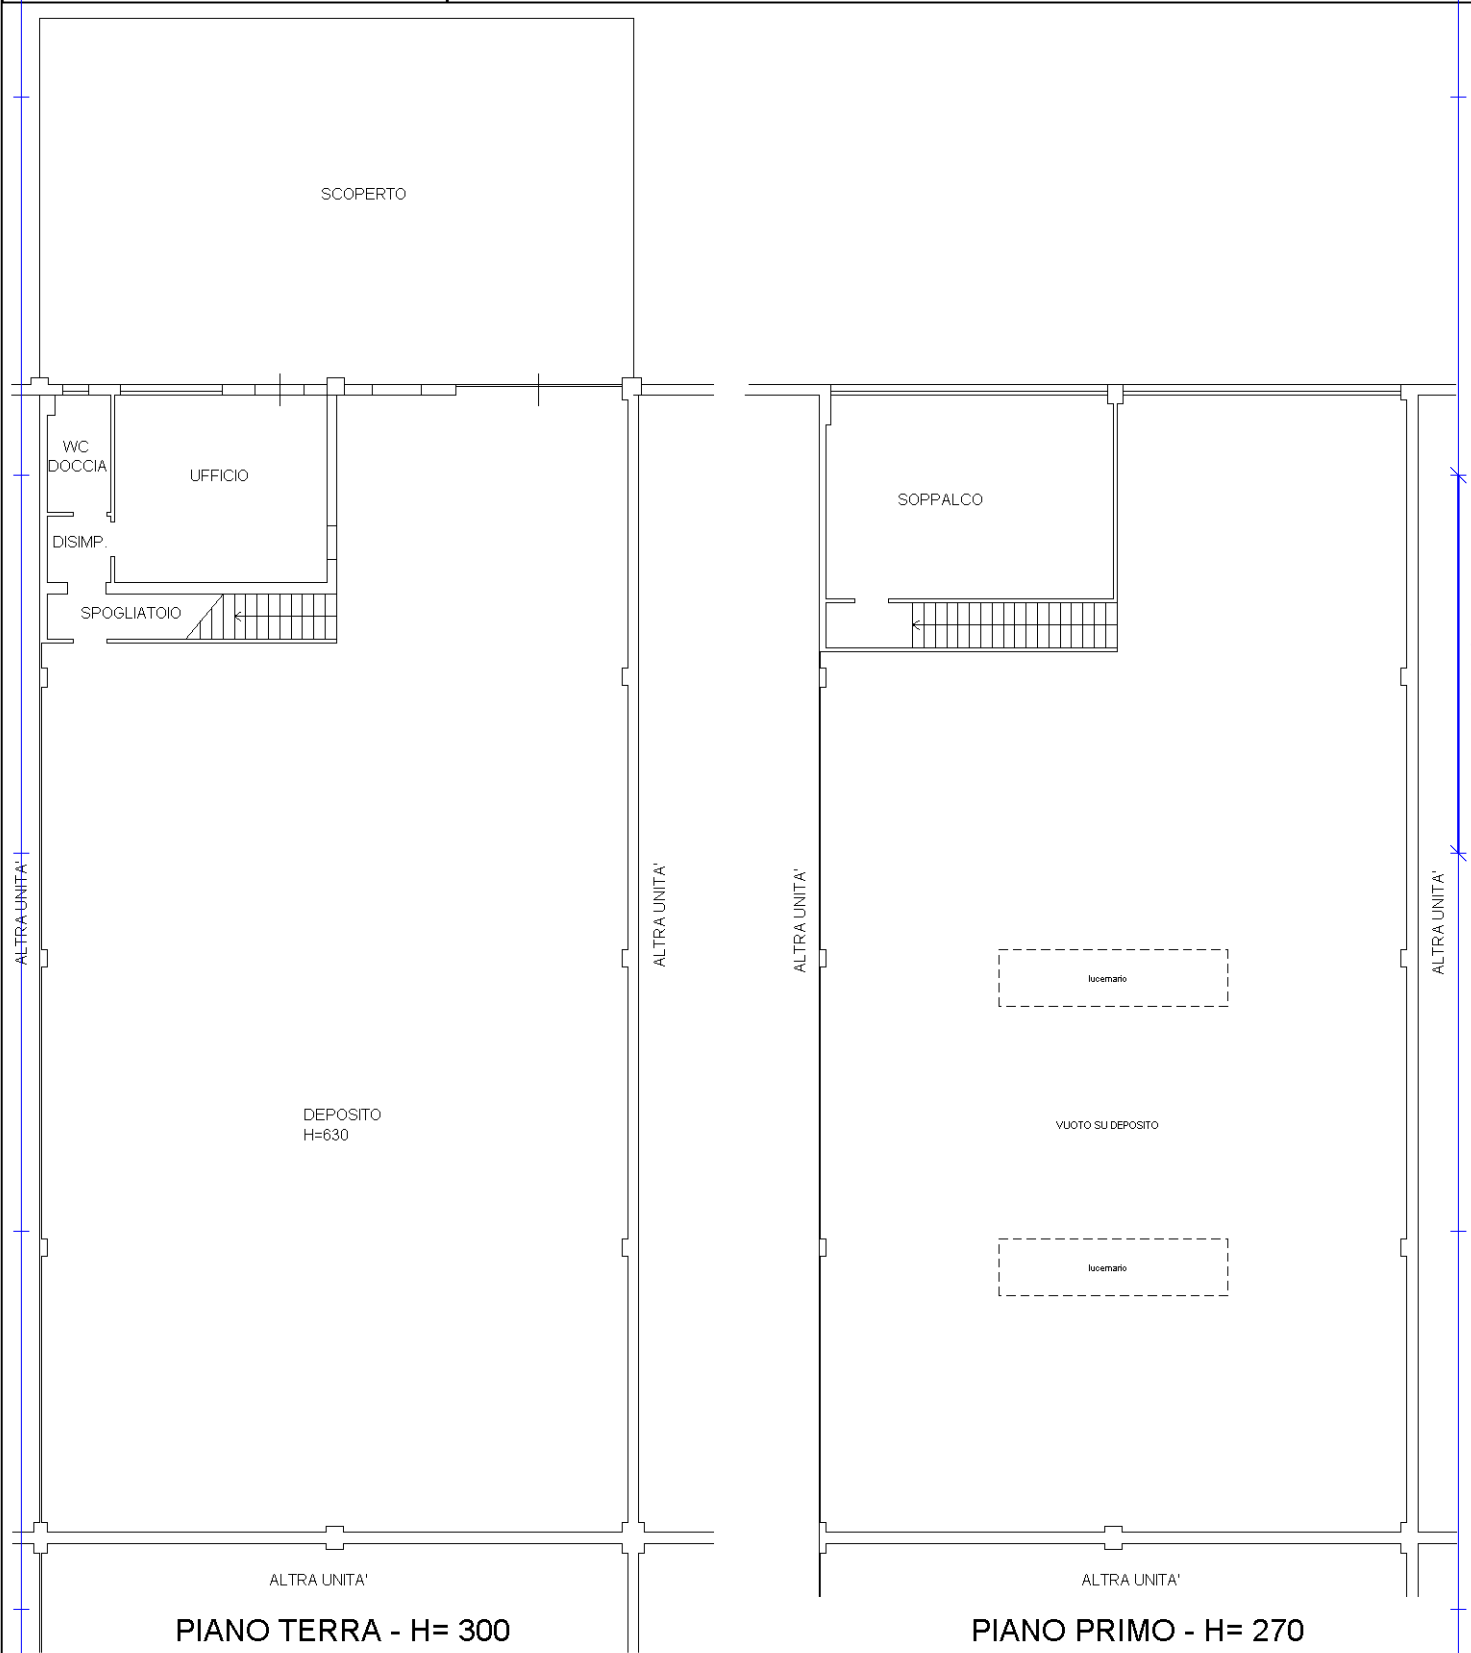 SCOPERTO
WC
DOCCIA
UFFICIO
DISIMP.
SPOGLIATOIO
ALTRA UNITA'
ALTRA UNITA'
DEPOSITO
H=630
ALTRA UNITA'
PIANO TERRA - H= 300
SOPPALCO
ALTRA UNITA'
ALTRA UNITA'
lucernario
VUOTO SU DEPOSITO
lucernario
ALTRA UNITA'
PIANO PRIMO - H= 270